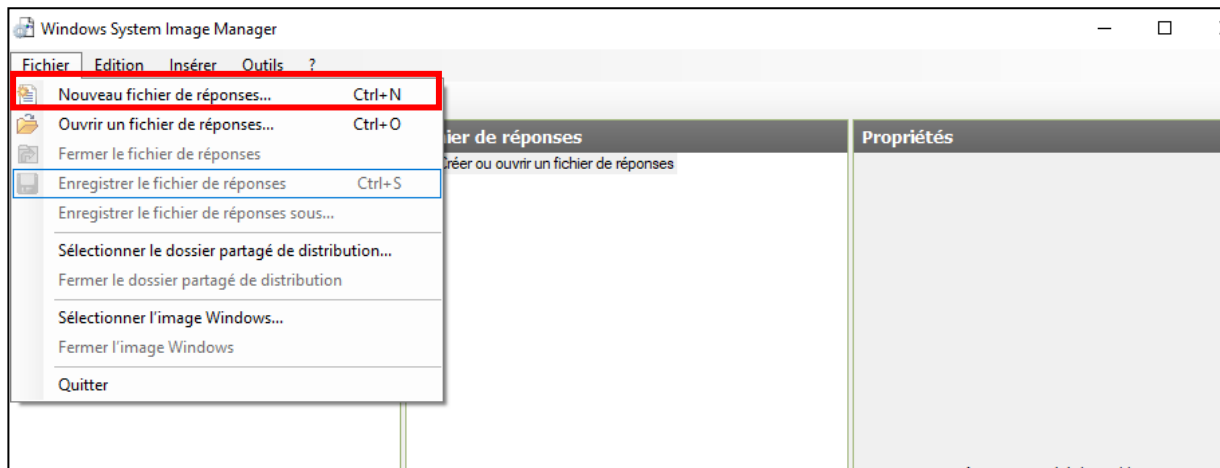 Windows System Image Manager
Fichier Edition Insérer Outils ?
Nouveau fichier de réponses... Ctrl+N
Ouvrir un fichier de réponses... Ctrl+O
Fermer le fichier de réponses
Enregistrer le fichier de réponses Ctrl+S
Enregistrer le fichier de réponses sous...
Sélectionner le dossier partagé de distribution...
Fermer le dossier partagé de distribution
Sélectionner l'image Windows...
Fermer l'image Windows
Quitter
ier de réponses
Créer ou ouvrir un fichier de réponses
Propriétés